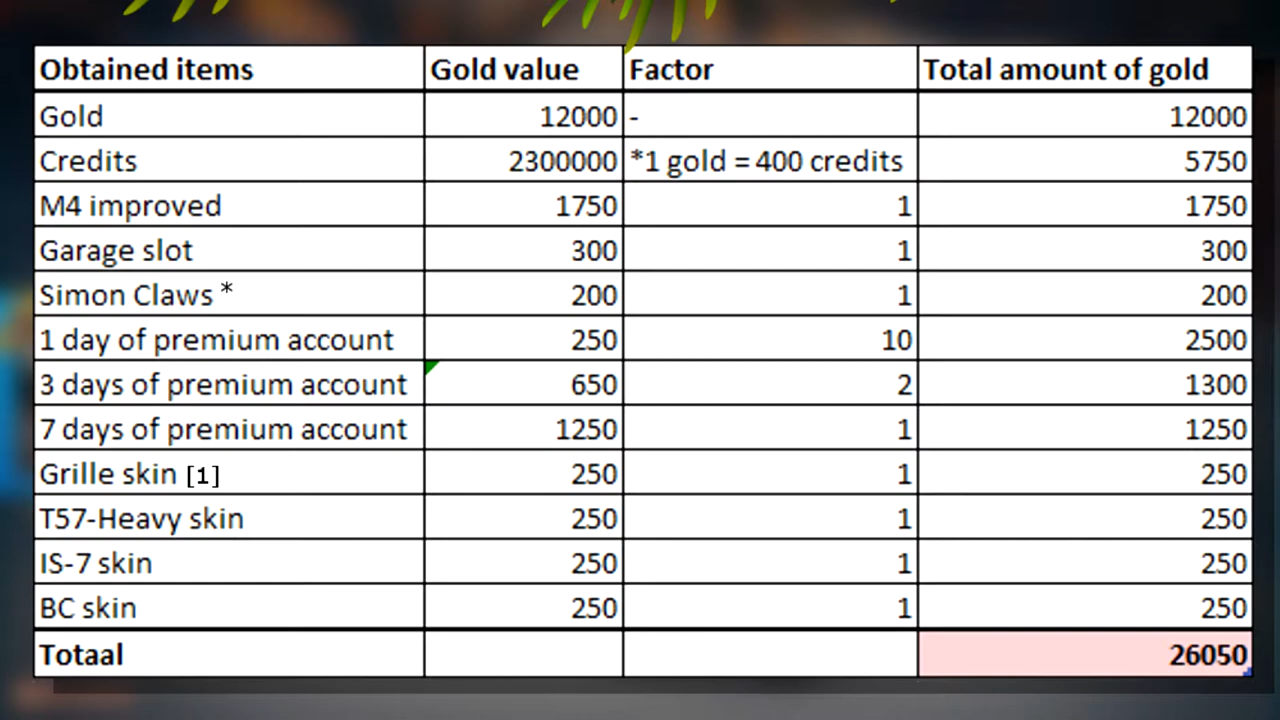 Obtained items Gold value Factor Total amount of gold
Gold 12000 - 12000
Credits 2300000 *1 gold = 400 credits 5750
M4 improved 1750 1 1750
Garage slot 300 1 300
Simon Claws * 200 1 200
1 day of premium account 250 10 2500
3 days of premium account 650 2 1300
7 days of premium account 1250 1 1250
Grille skin [1] 250 1 250
T57-Heavy skin 250 1 250
IS-7 skin 250 1 250
BC skin 250 1 250
Totaal 26050